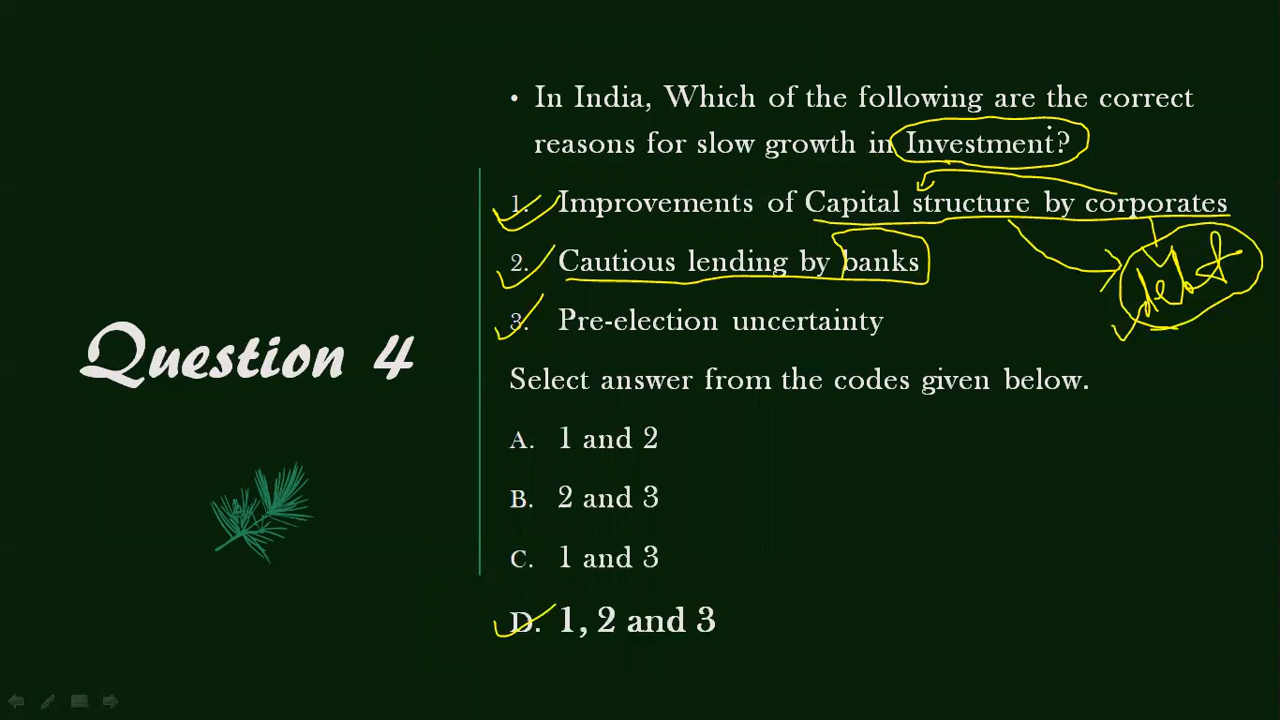 Question 4
• In India, Which of the following are the correct
reasons for slow growth in Investment?
1. Improvements of Capital structure by corporates
2. Cautious lending by banks
debt
3. Pre-election uncertainty
Select answer from the codes given below.
A. 1 and 2
B. 2 and 3
C. 1 and 3
D. 1, 2 and 3